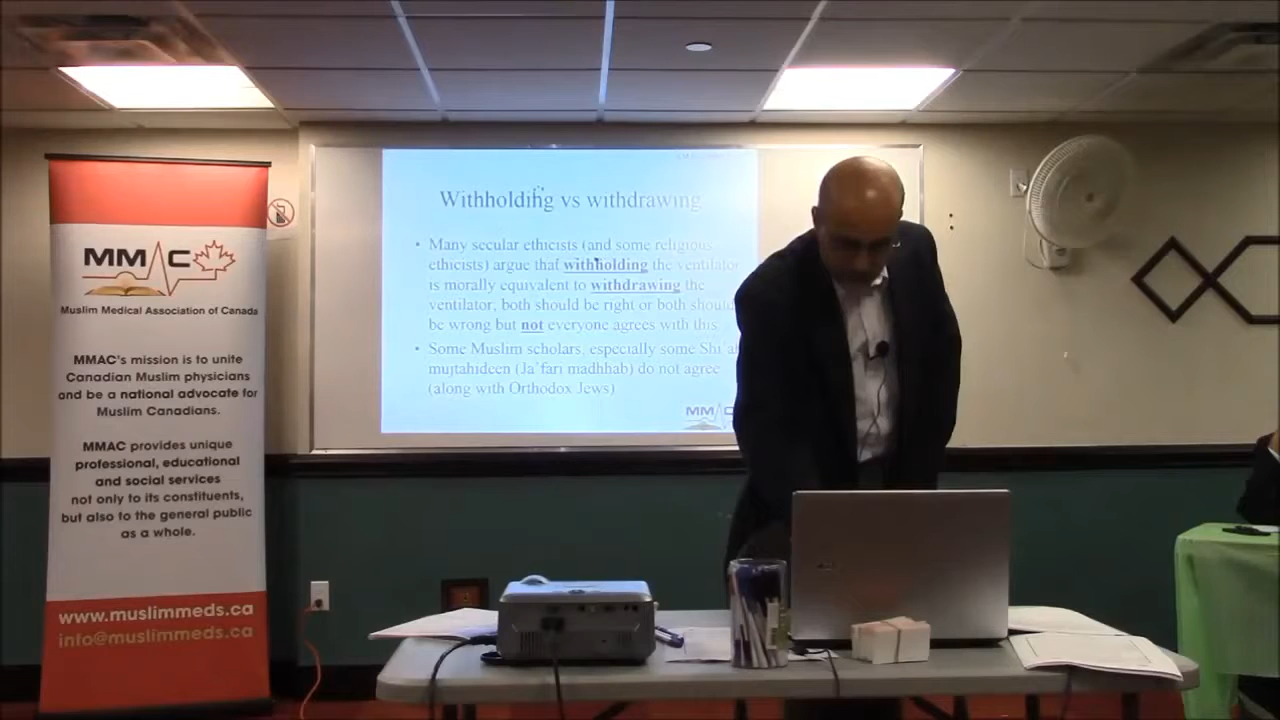 MMAC
Muslim Medical Association of Canada
MMAC's mission is to unite
Canadian Muslim physicians
and be a national advocate for
Muslim Canadians.
MMAC provides unique
professional, educational
and social services
not only to its constituents,
but also to the general public
as a whole.
www.muslimmeds.ca
info@muslimmeds.ca
Withholding vs withdrawing
• Many secular ethicists (and some religious
ethicists) argue that withholding the ventilator
is morally equivalent to withdrawing the
ventilator, both should be right or both should
be wrong but not everyone agrees with this
• Some Muslim scholars, especially some Shi'ah
mujtahideen (Ja'fari madhhab) do not agree
(along with Orthodox Jews)
MMAC